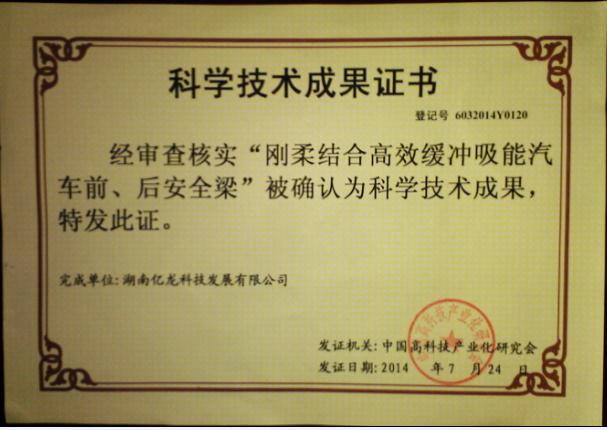 科学技术成果证书
登记号 6032014Y0120
经审查核实“刚柔结合高效缓冲吸能汽
车前、后安全梁”被确认为科学技术成果，
特发此证。
完成单位:湖南亿龙科技发展有限公司
发证机关:中国高科技产业化研究会
发证日期:2014 年 7 月 24 日